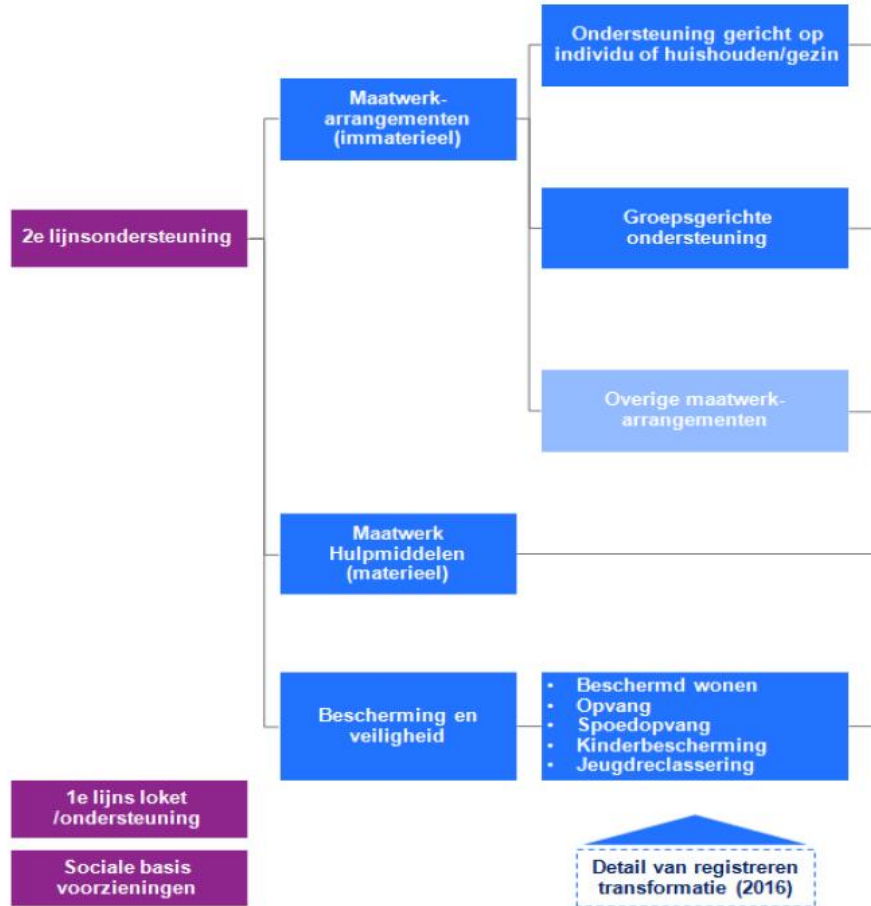 Ondersteuning gericht op
individu of huishouden/gezin
Maatwerk-
arrangementen
(immaterieel)
2e lijnsondersteuning
Groepsgerichte
ondersteuning
Overige maatwerk-
arrangementen
Maatwerk
Hulpmiddelen
(materieel)
Bescherming en
veiligheid
• Beschermd wonen
• Opvang
• Spoedopvang
• Kinderbescherming
• Jeugdreclassering
1e lijns loket
/ondersteuning
Sociale basis
voorzieningen
Detail van registreren
transformatie (2016)